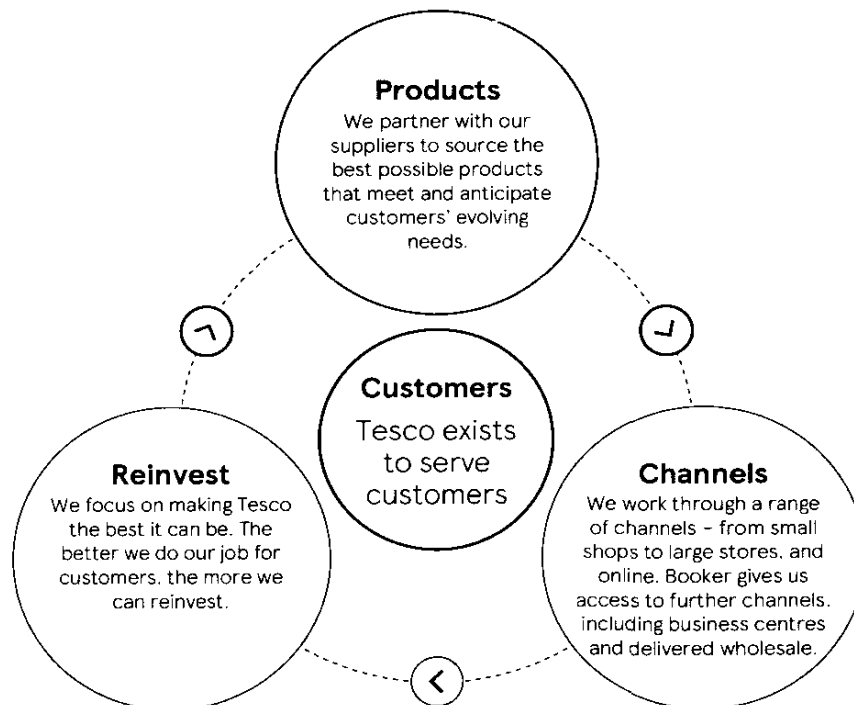 Products
We partner with our
suppliers to source the
best possible products
that meet and anticipate
customers' evolving
needs.
Customers
Tesco exists
to serve
customers
Reinvest
We focus on making Tesco
the best it can be. The
better we do our job for
customers, the more we
can reinvest.
Channels
We work through a range
of channels – from small
shops to large stores, and
online. Booker gives us
access to further channels,
including business centres
and delivered wholesale.